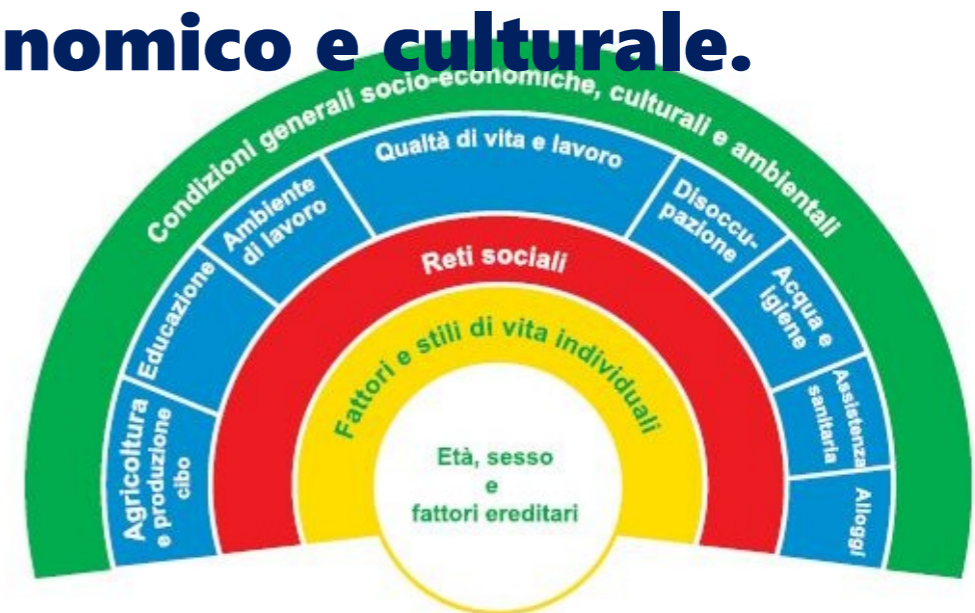 nomico e culturale.
Condizioni generali socio-economiche, culturali e ambientali
Agricoltura
e produzione
cibo
Educazione
Ambiente
di lavoro
Qualtà di vita e lavoro
Disoccu-
pazione
Acqua e
igiene
Assistenza
sanitaria
Alloggi
Reti sociali
Fattori e stili di vita individuali
Età, sesso
e
fattori ereditari